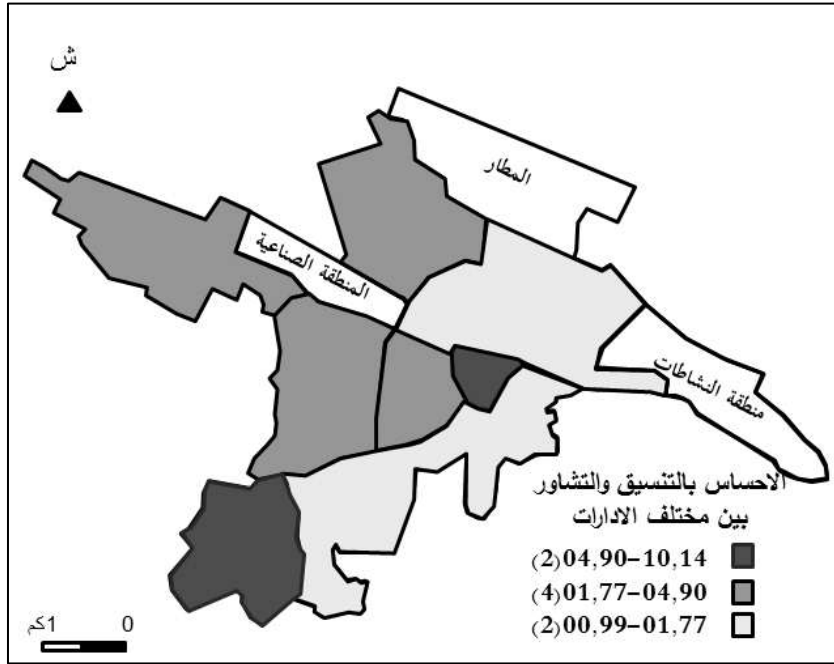 ش
المطار
المنطقة الصناعية
منطقة النشاطات
الاحساس بالتنسيق والتشاور
بين مختلف الادارات
04,90-10,14(2)
01,77-04,90(4)
00,99-01,77(2)
0 1كم